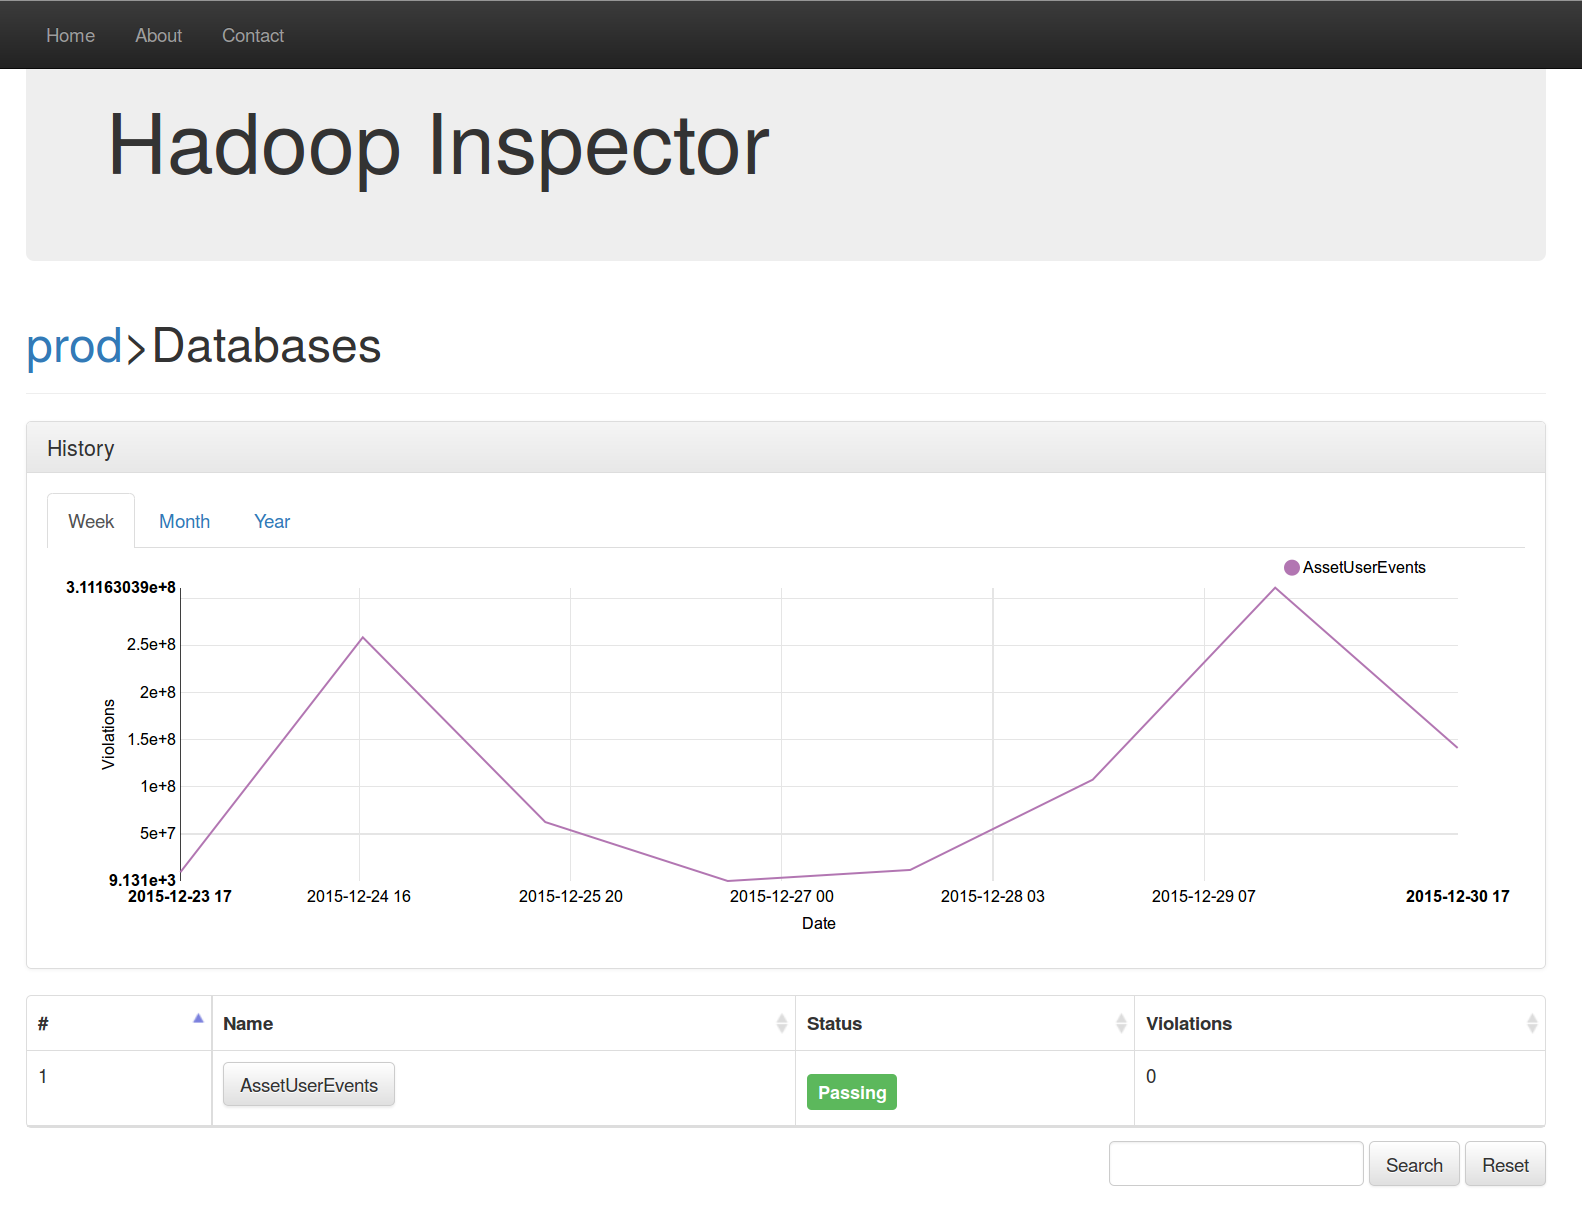 Home About Contact
Hadoop Inspector
prod>Databases
History
Week Month Year
AssetUserEvents
3.11163039e+8
2.5e+8
2e+8
1.5e+8
1e+8
5e+7
9.131e+3
Violations
2015-12-23 17 2015-12-24 16 2015-12-25 20 2015-12-27 00 2015-12-28 03 2015-12-29 07 2015-12-30 17
Date
# Name Status Violations
1 AssetUserEvents Passing 0
Search Reset